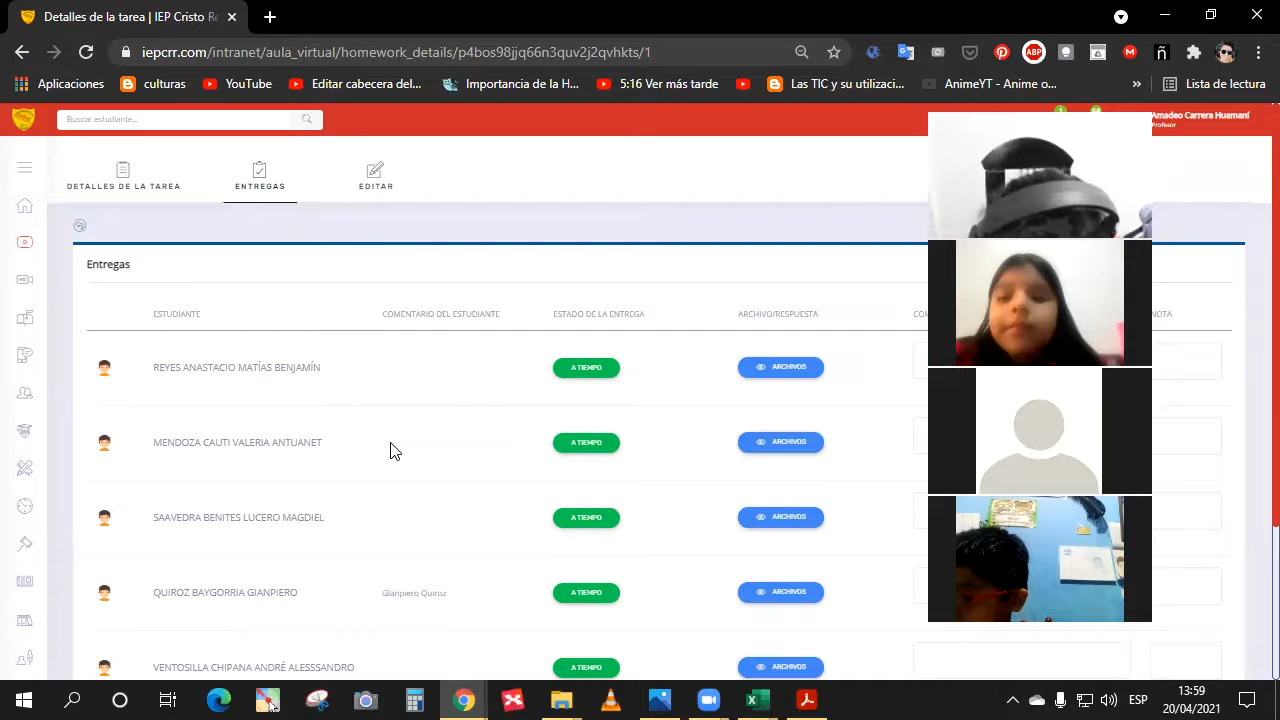 Detalles de la tarea | IEP Cristo Re
iepcrr.com/intranet/aula_virtual/homework_details/p4bos98jjq66n3quv2j2qvhkts/1
Aplicaciones culturas YouTube Editar cabecera del... Importancia de la H... 5:16 Ver más tarde Las TIC y su utilizaci... AnimeYT - Anime o... » Lista de lectura
Buscar estudiante...
Amadeo Carrera Huamaní
Profesor
DETALLES DE LA TAREA ENTREGAS EDITAR
Entregas
ESTUDIANTE COMENTARIO DEL ESTUDIANTE ESTADO DE LA ENTREGA ARCHIVO/RESPUESTA NOTA
REYES ANASTACIO MATÍAS BENJAMÍN A TIEMPO ARCHIVOS
MENDOZA CAUTI VALERIA ANTUANET A TIEMPO ARCHIVOS
SAAVEDRA BENITES LUCERO MAGDIEL A TIEMPO ARCHIVOS
QUIROZ BAYGORRIA GIANPIERO Gianpiero Quiroz A TIEMPO ARCHIVOS
VENTOSILLA CHIPANA ANDRÉ ALESSSANDRO A TIEMPO ARCHIVOS
ESP
13:59
20/04/2021